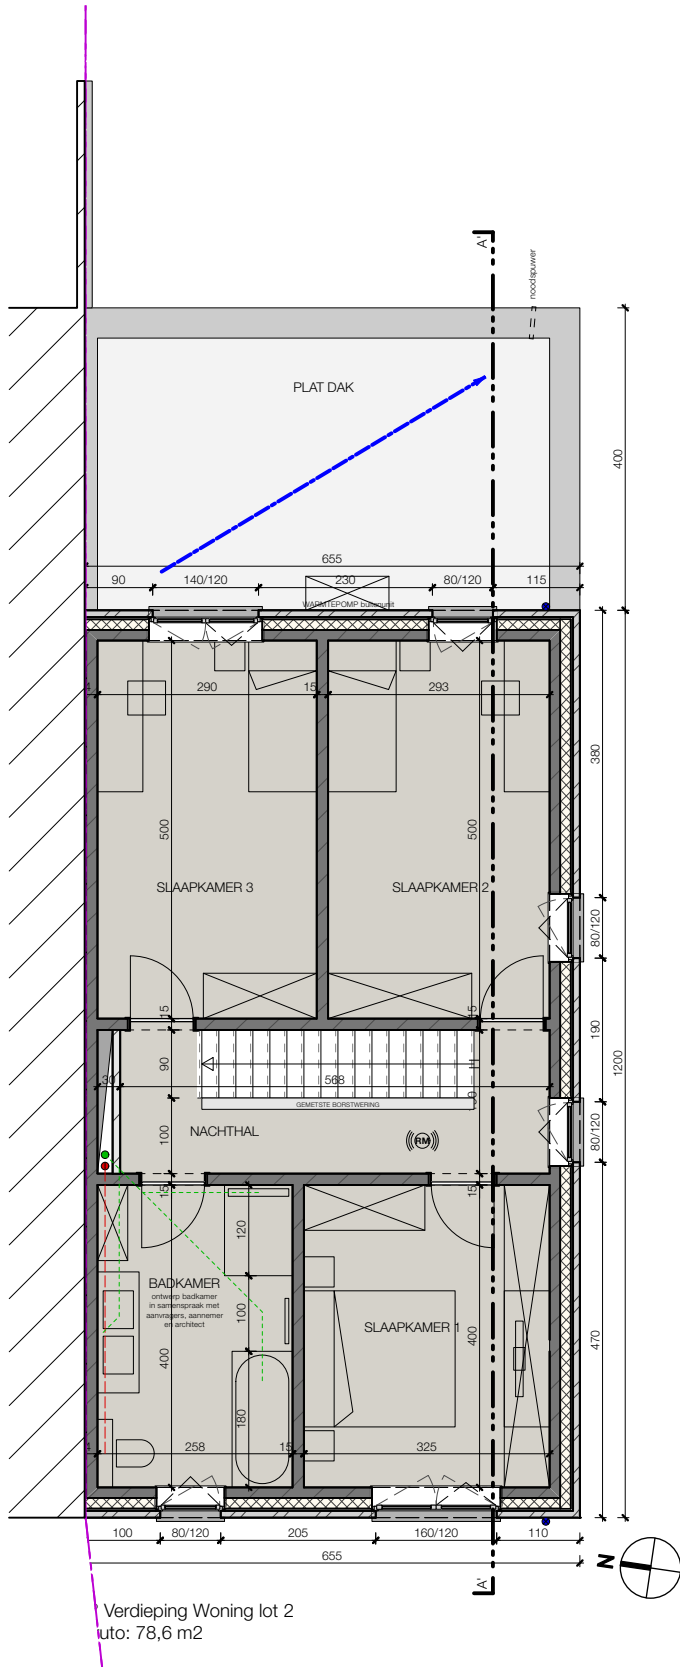 A'
noodspuwer
PLAT DAK
400
655
90 140/120 230 80/120 115
WARMTEPOMP buitenunit
4 290 15 293
380
500 500
SLAAPKAMER 3 SLAAPKAMER 2
80/120
15 15
190
1200
90
30 568
GEMETSTE BORSTWERING
100
NACHTHAL
RM
80/120
15 15
120
BADKAMER
ontwerp badkamer
in samenspraak met
aanvragers, aannemer
en architect
100
SLAAPKAMER 1
400 400
470
180
4 258 15 325
100 80/120 205 160/120 110
655
N
A'
Verdieping Woning lot 2
uto: 78,6 m2